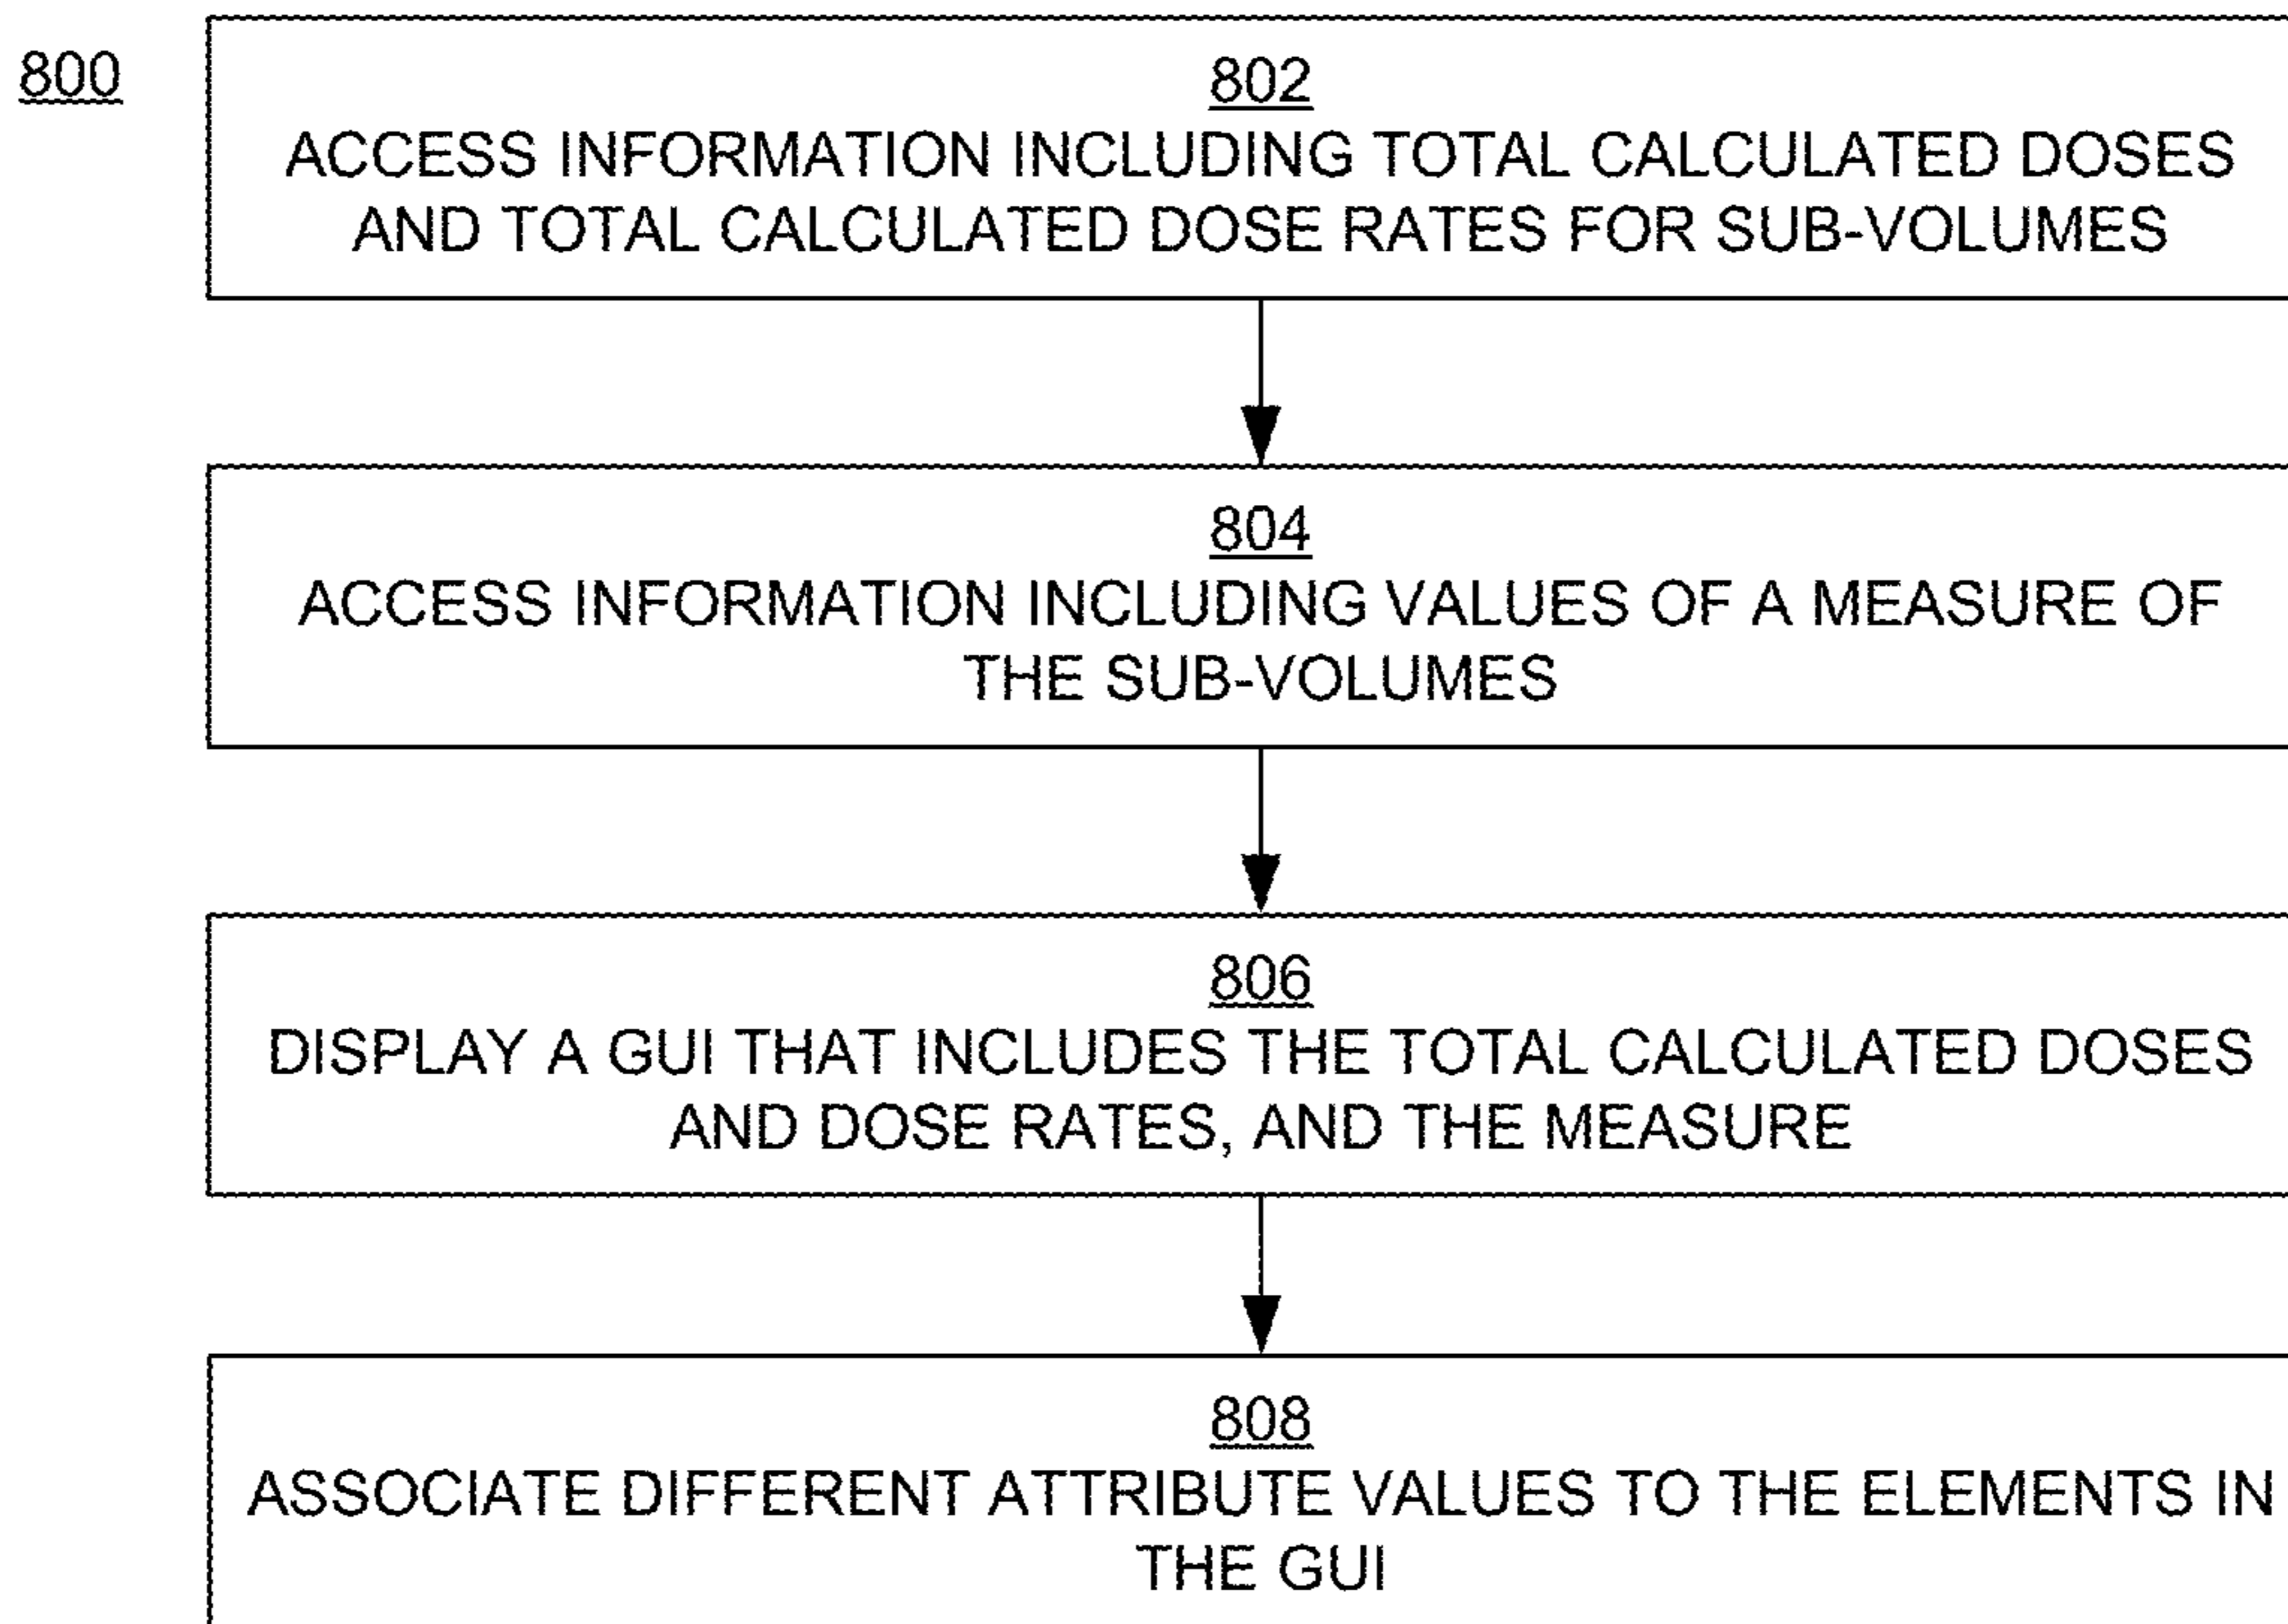 800
802
ACCESS INFORMATION INCLUDING TOTAL CALCULATED DOSES
AND TOTAL CALCULATED DOSE RATES FOR SUB-VOLUMES
804
ACCESS INFORMATION INCLUDING VALUES OF A MEASURE OF
THE SUB-VOLUMES
806
DISPLAY A GUI THAT INCLUDES THE TOTAL CALCULATED DOSES
AND DOSE RATES, AND THE MEASURE
808
ASSOCIATE DIFFERENT ATTRIBUTE VALUES TO THE ELEMENTS IN
THE GUI